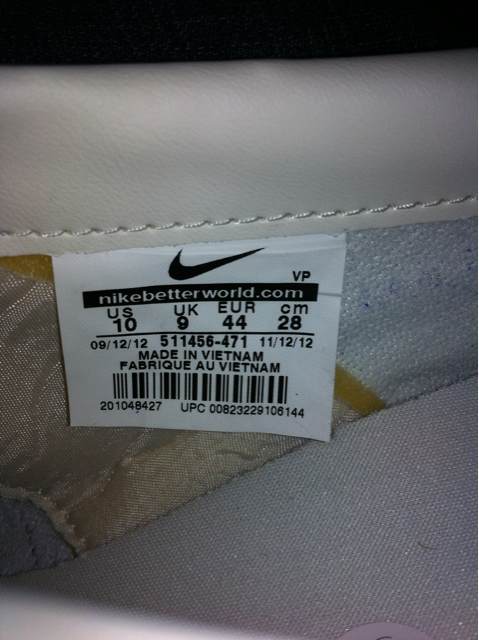 VP
nikebetterworld.com
US UK EUR cm
10 9 44 28
09/12/12 511456-471 11/12/12
MADE IN VIETNAM
FABRIQUE AU VIETNAM
201048427 UPC 00823229106144